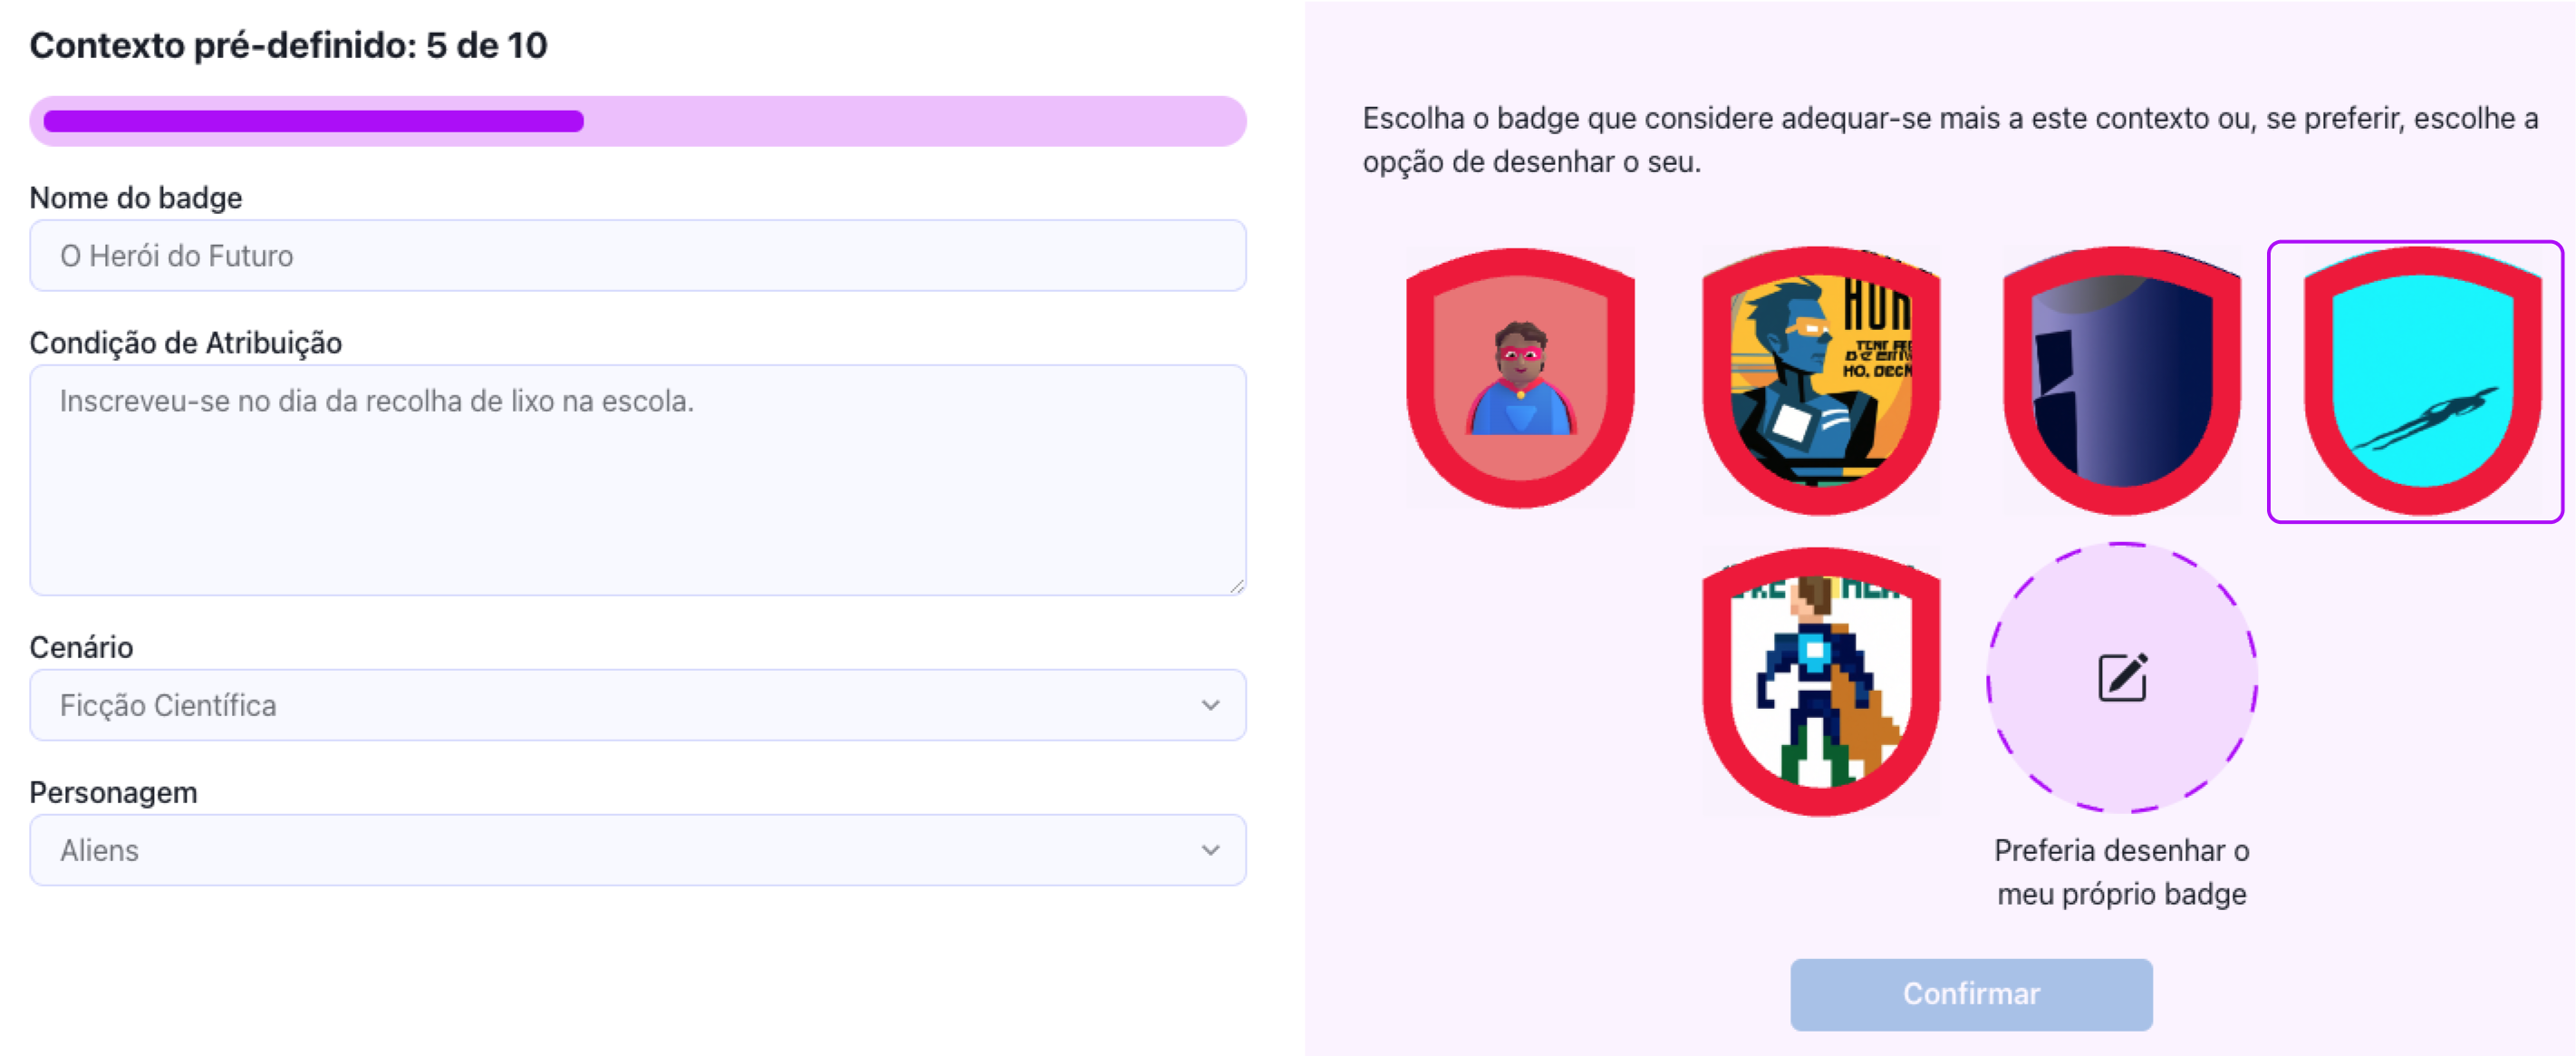 Contexto pré-definido: 5 de 10
Nome do badge
O Herói do Futuro
Condição de Atribuição
Inscreveu-se no dia da recolha de lixo na escola.
Cenário
Ficção Científica
Personagem
Aliens
Escolha o badge que considere adequar-se mais a este contexto ou, se preferir, escolhe a
opção de desenhar o seu.
Preferia desenhar o
meu próprio badge
Confirmar